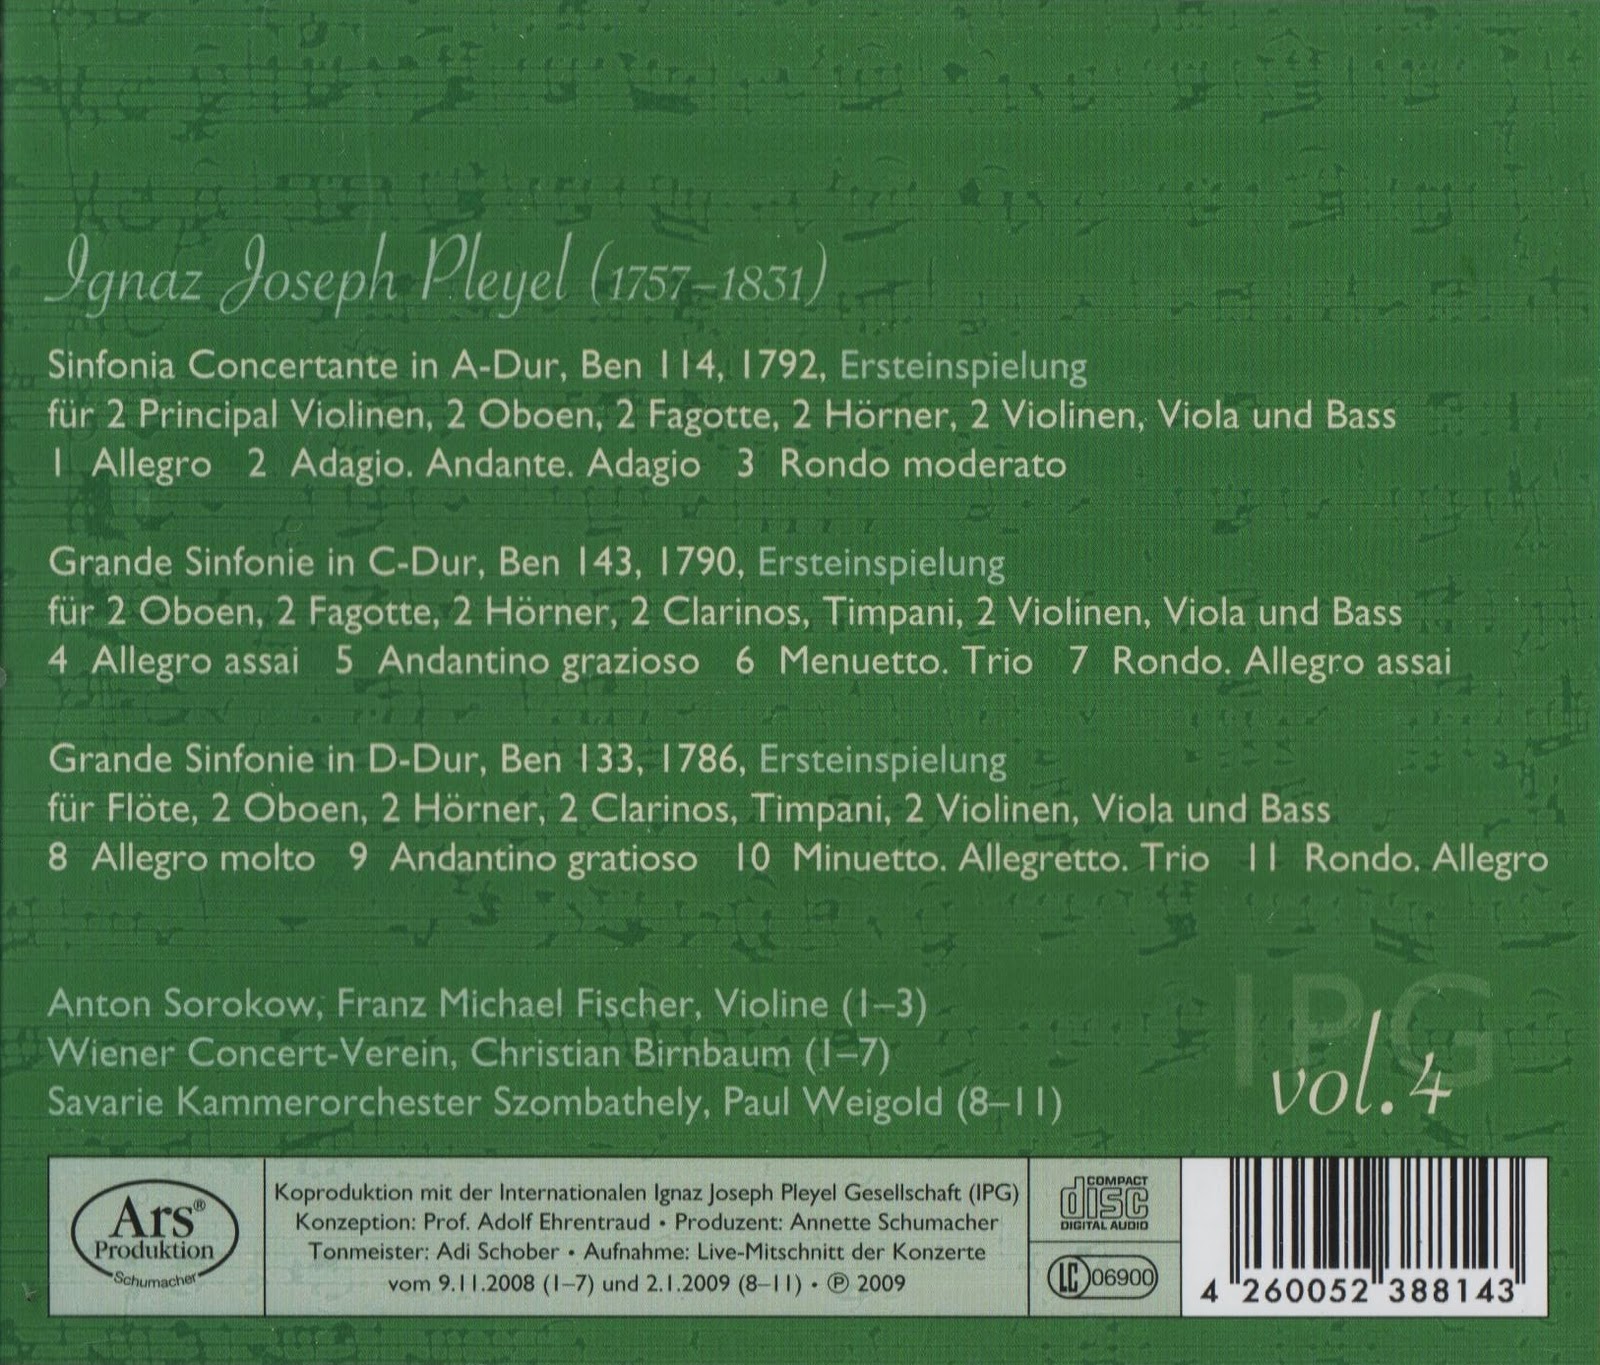 Ignaz Joseph Pleyel (1757–1831)
Sinfonia Concertante in A-Dur, Ben 114, 1792, Ersteinspielung
für 2 Principal Violinen, 2 Oboen, 2 Fagotte, 2 Hörner, 2 Violinen, Viola und Bass
1 Allegro 2 Adagio. Andante. Adagio 3 Rondo moderato
Grande Sinfonie in C-Dur, Ben 143, 1790, Ersteinspielung
für 2 Oboen, 2 Fagotte, 2 Hörner, 2 Clarinos, Timpani, 2 Violinen, Viola und Bass
4 Allegro assai 5 Andantino grazioso 6 Menuetto. Trio 7 Rondo. Allegro assai
Grande Sinfonie in D-Dur, Ben 133, 1786, Ersteinspielung
für Flöte, 2 Oboen, 2 Hörner, 2 Clarinos, Timpani, 2 Violinen, Viola und Bass
8 Allegro molto 9 Andantino gratioso 10 Minuetto. Allegretto. Trio 11 Rondo. Allegro
Anton Sorokow, Franz Michael Fischer, Violine (1–3)
Wiener Concert-Verein, Christian Birnbaum (1–7)
Savarie Kammerorchester Szombathely, Paul Weigold (8–11)
IPG
vol. 4
Ars®
Produktion
Schumacher
Koproduktion mit der Internationalen Ignaz Joseph Pleyel Gesellschaft (IPG)
Konzeption: Prof. Adolf Ehrentraud • Produzent: Annette Schumacher
Tonmeister: Adi Schober • Aufnahme: Live-Mitschnitt der Konzerte
vom 9.11.2008 (1–7) und 2.1.2009 (8–11) • ℗ 2009
COMPACT
disc
DIGITAL AUDIO
LC 06900
4 260052 388143